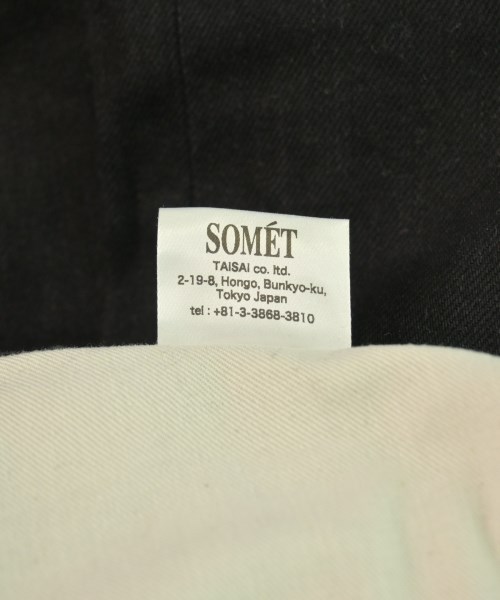 SOMÉT
TAISAI co. ltd.
2-19-8, Hongo, Bunkyo-ku,
Tokyo Japan
tel : +81-3-3868-3810